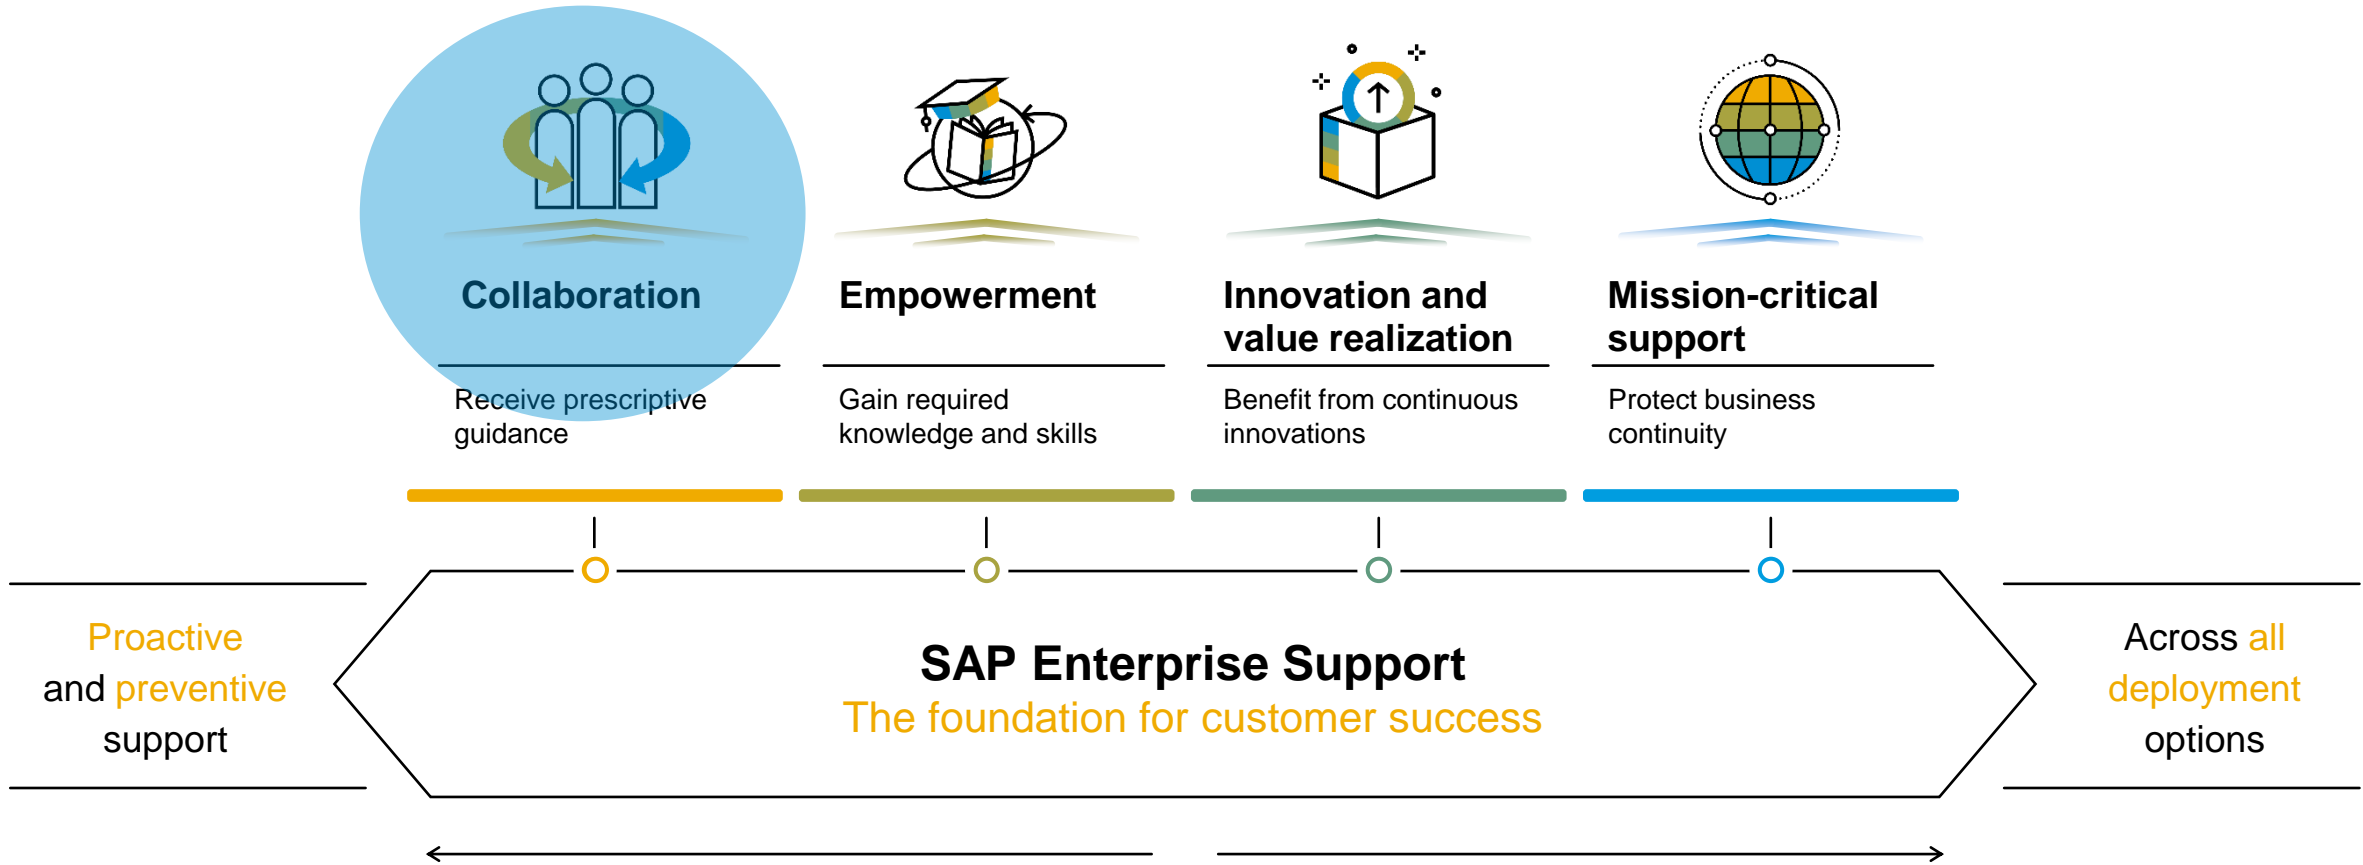 Collaboration
Receive prescriptive
guidance
Empowerment
Gain required
knowledge and skills
Innovation and
value realization
Benefit from continuous
innovations
Mission-critical
support
Protect business
continuity
Proactive
and preventive
support
SAP Enterprise Support
The foundation for customer success
Across all
deployment
options